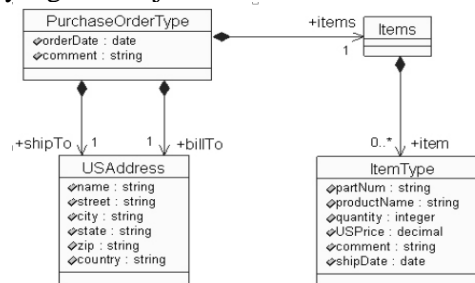 PurchaseOrderType
orderDate : date
comment : string
+items
1
Items
+shipTo
1
1
+billTo
0..*
+item
USAddress
name : string
street : string
city : string
state : string
zip : string
country : string
ItemType
partNum : string
productName : string
quantity : integer
USPrice : decimal
comment : string
shipDate : date